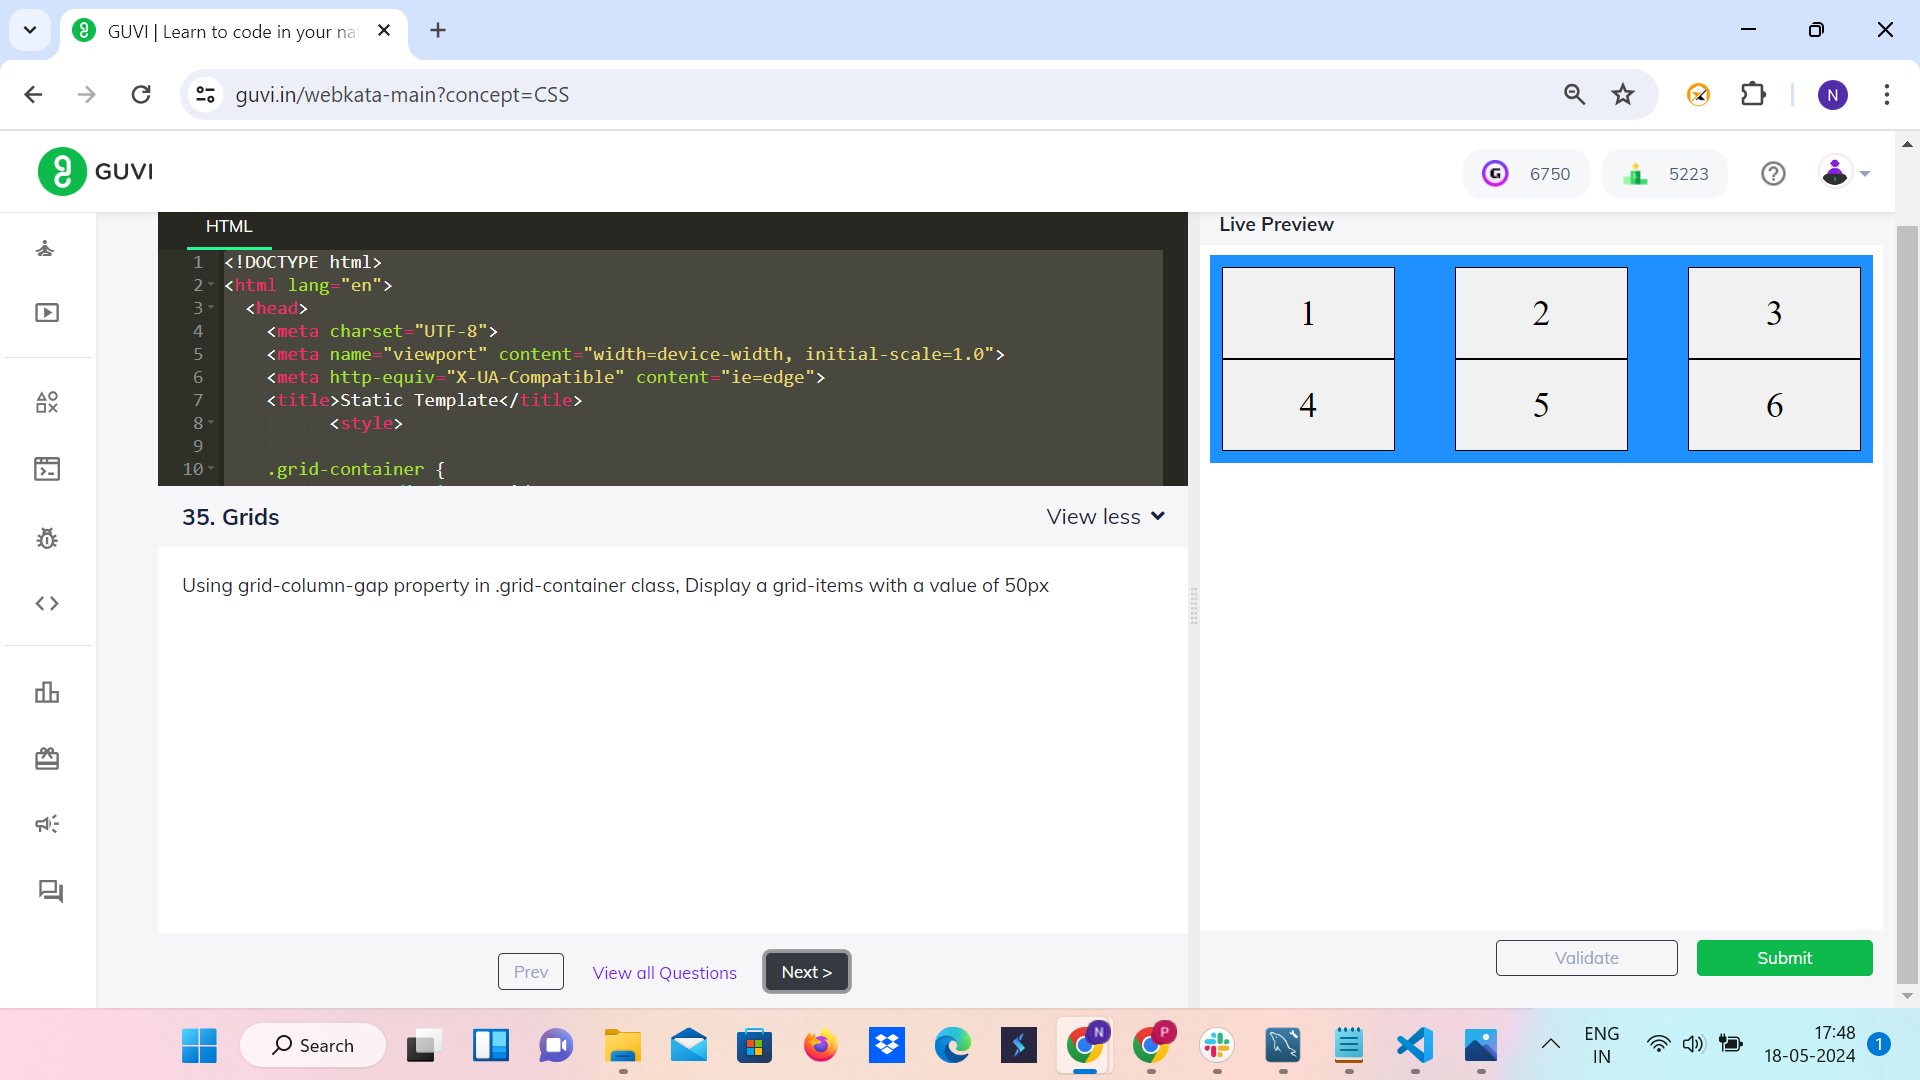 GUVI | Learn to code in your na
guvi.in/webkata-main?concept=CSS
N
GUVI
G 6750
5223
HTML
Live Preview
1 <!DOCTYPE html>
2 <html lang="en">
3 <head>
4 <meta charset="UTF-8">
5 <meta name="viewport" content="width=device-width, initial-scale=1.0">
6 <meta http-equiv="X-UA-Compatible" content="ie=edge">
7 <title>Static Template</title>
8 <style>
9
10 .grid-container {
1 2 3
4 5 6
35. Grids
View less
Using grid-column-gap property in .grid-container class, Display a grid-items with a value of 50px
Prev
View all Questions
Next >
Validate
Submit
Search
N
P
ENG
IN
17:48
18-05-2024
1